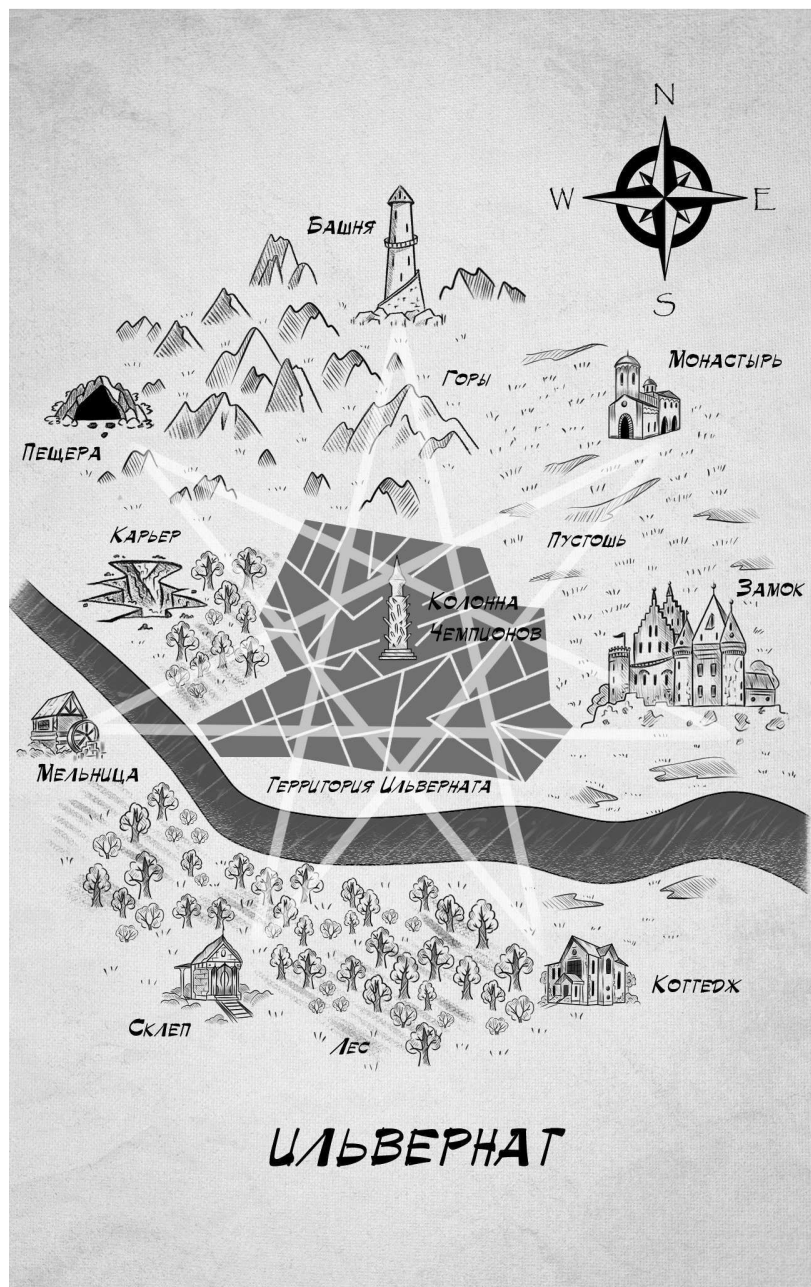 N
W E
S
Башня
Монастырь
Горы
Пещера
Карьер
Пустошь
Замок
Колонна
Чемпионов
Мельница
Территория Ильверната
Коттедж
Склеп
Лес
ИЛЬВЕРНАТ